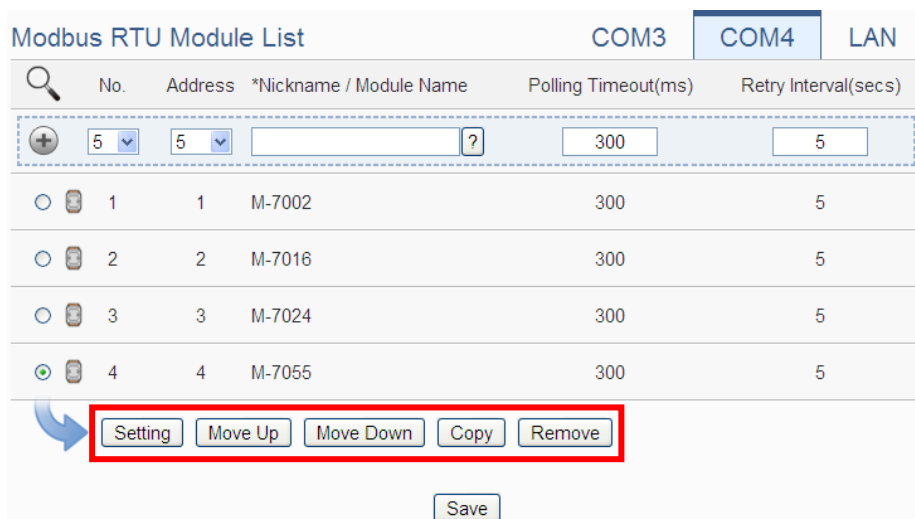 Modbus RTU Module List COM3 COM4 LAN
No. Address *Nickname / Module Name Polling Timeout(ms) Retry Interval(secs)
5 5 ? 300 5
1 1 M-7002 300 5
2 2 M-7016 300 5
3 3 M-7024 300 5
4 4 M-7055 300 5
Setting Move Up Move Down Copy Remove
Save